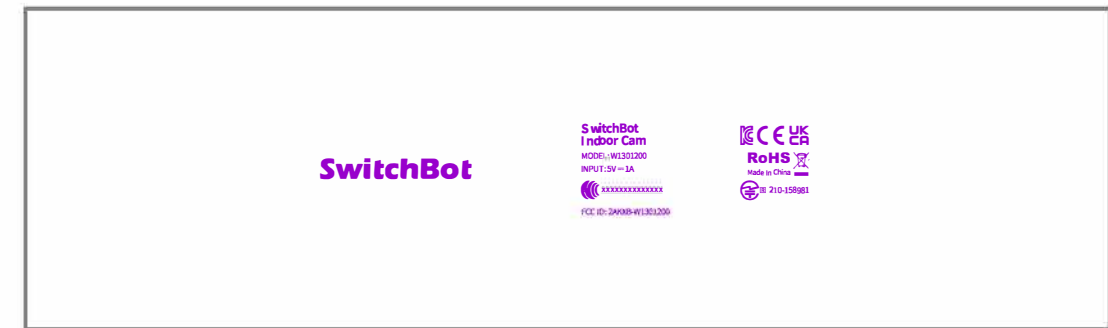 SwitchBot
SwitchBot
Indoor Cam
MODEL:W1301200
INPUT:5V⎓1A
XXXXXXXXXXXXXX
FCC ID: 2AKXB-W1301200
CE UK CA
RoHS
Made in China
R 210-158981